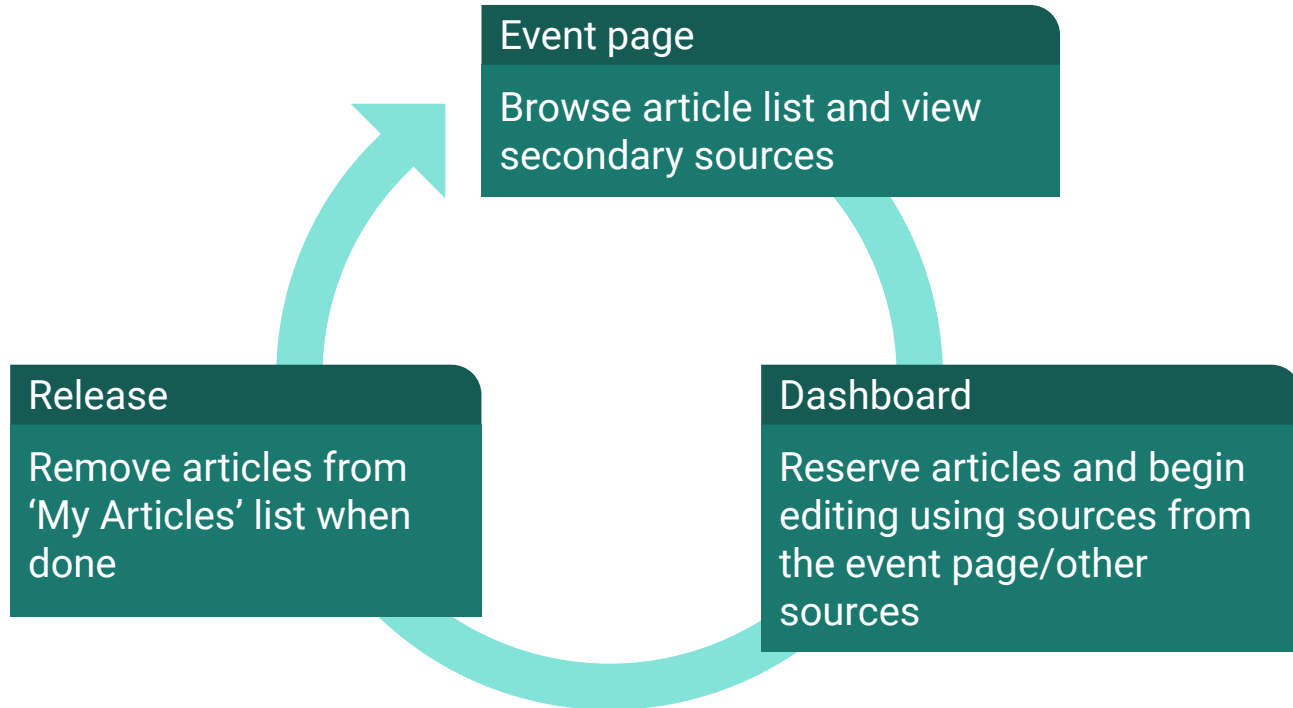 Event page
Browse article list and view
secondary sources
Release
Remove articles from
‘My Articles’ list when
done
Dashboard
Reserve articles and begin
editing using sources from
the event page/other
sources